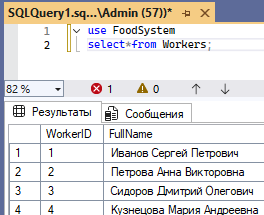 SQLQuery1.sq...\Admin (57))*
1 use FoodSystem
2 select*from Workers;
82 % 1 0
Результаты Сообщения
WorkerID FullName
1 1 Иванов Сергей Петрович
2 2 Петрова Анна Викторовна
3 3 Сидоров Дмитрий Олегович
4 4 Кузнецова Мария Андреевна